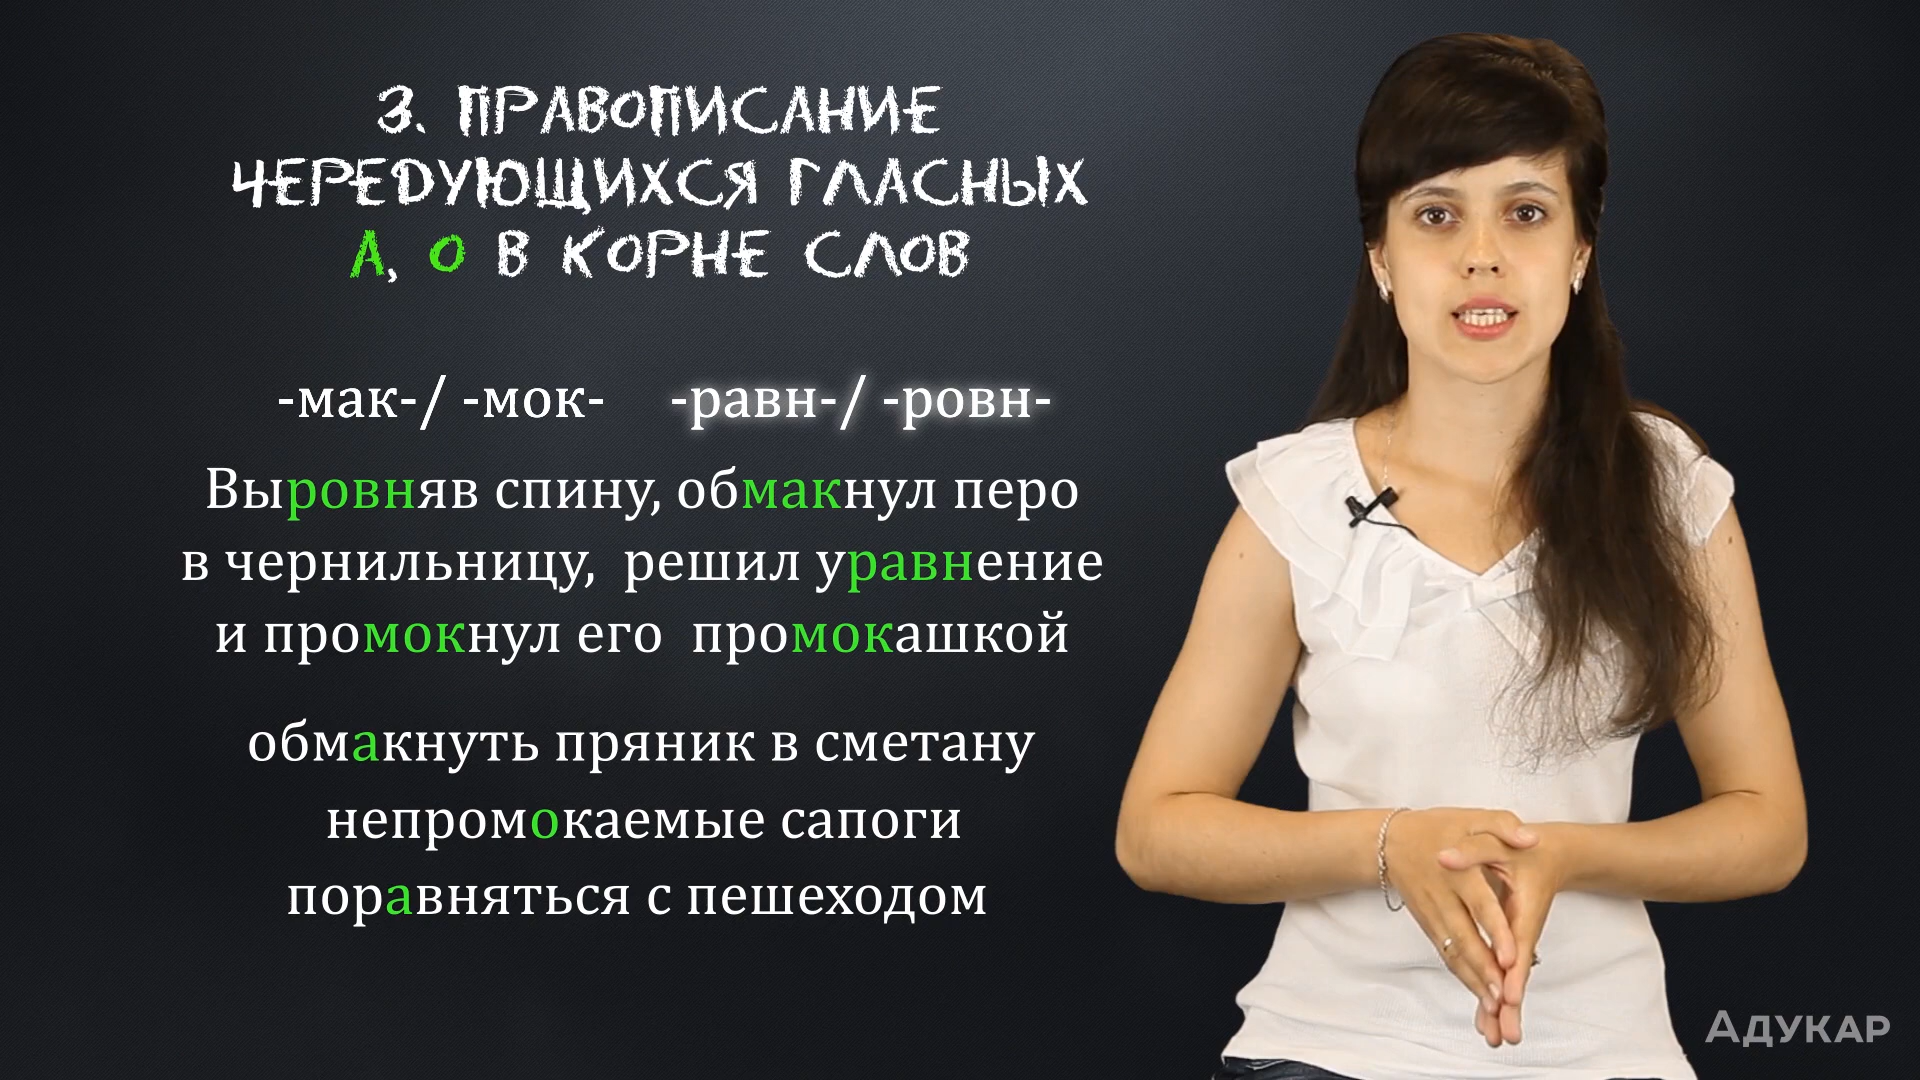 3. ПРАВОПИСАНИЕ
ЧЕРЕДУЮЩИХСЯ ГЛАСНЫХ
А, О В КОРНЕ СЛОВ
-мак-/ -мок- -равн-/ -ровн-
Выровняв спину, обмакнул перо
в чернильницу, решил уравнение
и промокнул его промокашкой
обмакнуть пряник в сметану
непромокаемые сапоги
поравняться с пешеходом
Адукар